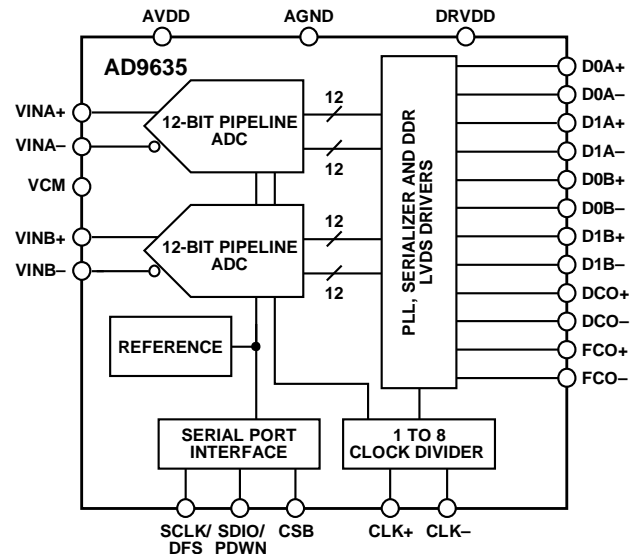 AVDD
AGND
DRVDD
AD9635
VINA+
VINA–
VCM
VINB+
VINB–
12-BIT PIPELINE
ADC
12
12
12-BIT PIPELINE
ADC
12
12
PLL, SERIALIZER AND DDR
LVDS DRIVERS
D0A+
D0A–
D1A+
D1A–
D0B+
D0B–
D1B+
D1B–
DCO+
DCO–
FCO+
FCO–
REFERENCE
SERIAL PORT
INTERFACE
1 TO 8
CLOCK DIVIDER
SCLK/
DFS
SDIO/
PDWN
CSB
CLK+
CLK–